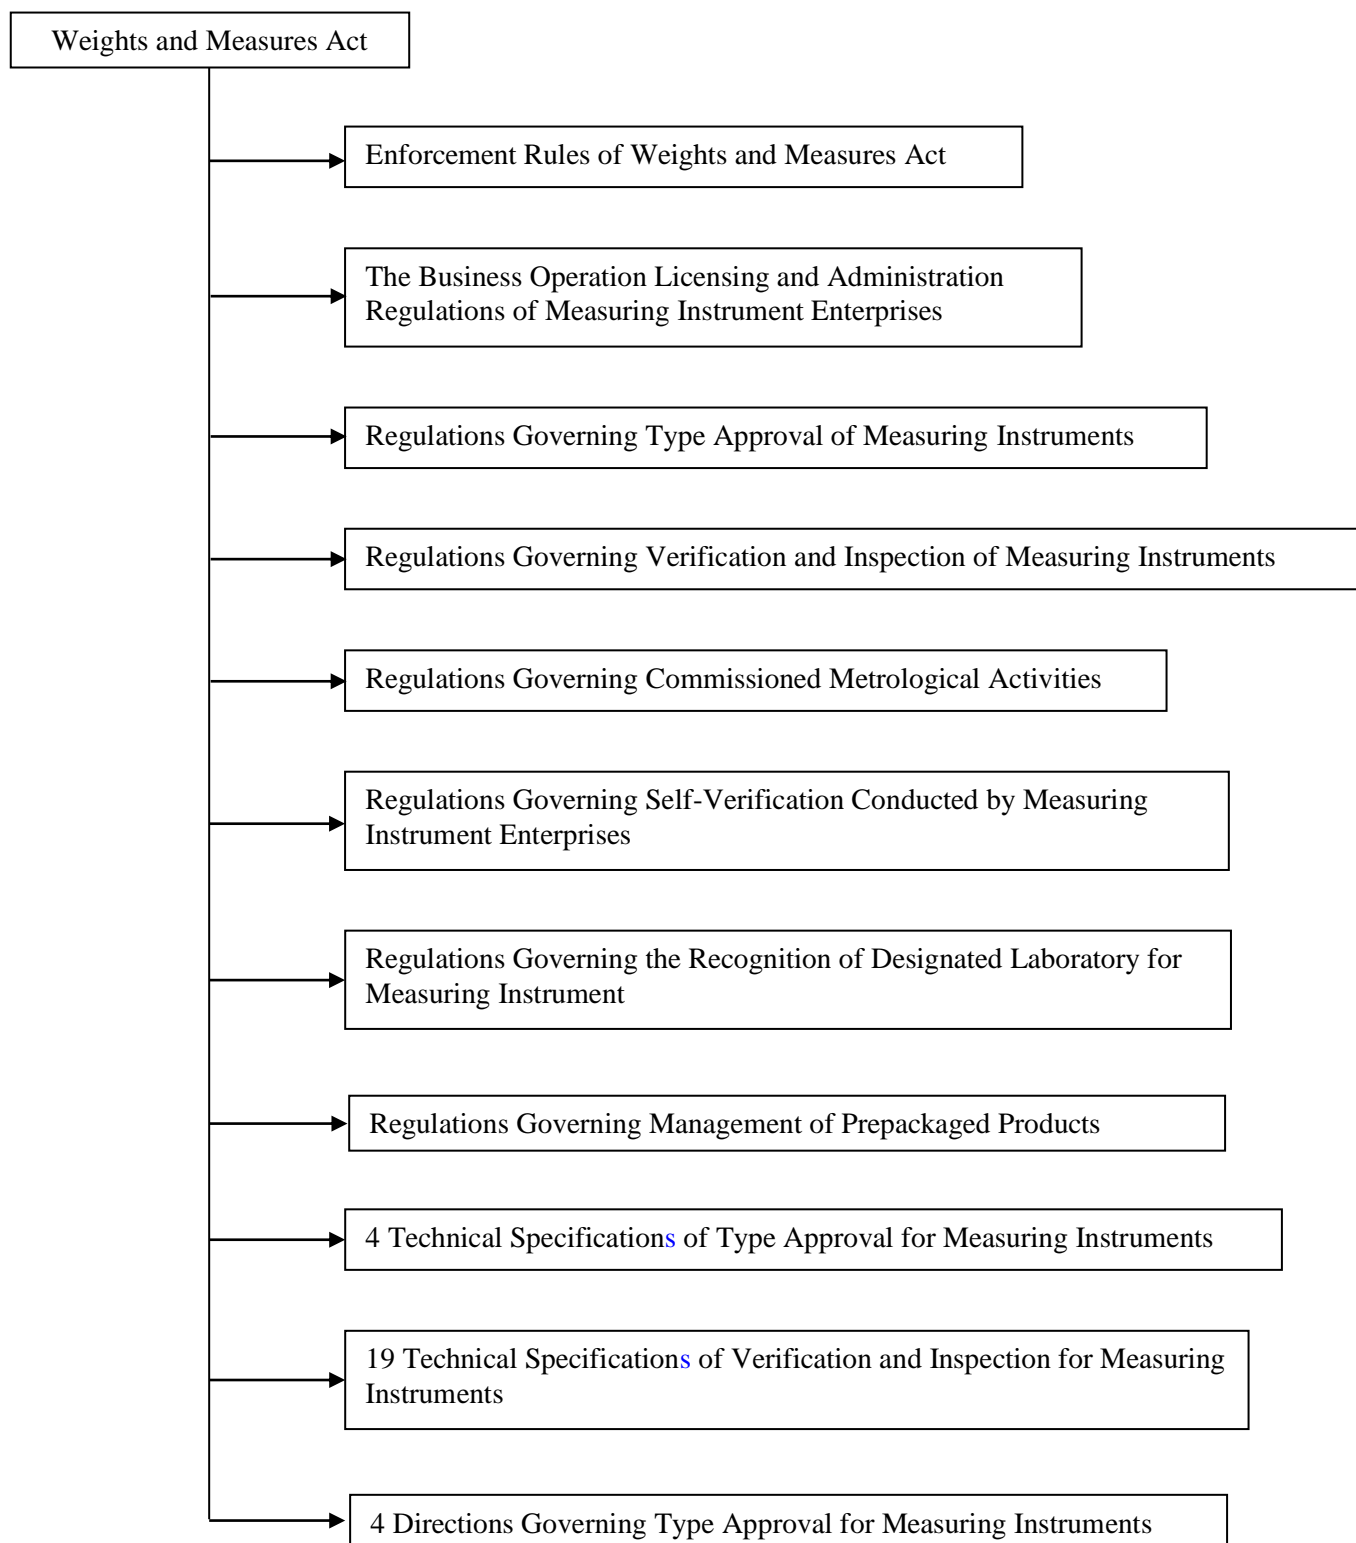 Weights and Measures Act
Enforcement Rules of Weights and Measures Act
The Business Operation Licensing and Administration
Regulations of Measuring Instrument Enterprises
Regulations Governing Type Approval of Measuring Instruments
Regulations Governing Verification and Inspection of Measuring Instruments
Regulations Governing Commissioned Metrological Activities
Regulations Governing Self-Verification Conducted by Measuring
Instrument Enterprises
Regulations Governing the Recognition of Designated Laboratory for
Measuring Instrument
Regulations Governing Management of Prepackaged Products
4 Technical Specifications of Type Approval for Measuring Instruments
19 Technical Specifications of Verification and Inspection for Measuring
Instruments
4 Directions Governing Type Approval for Measuring Instruments